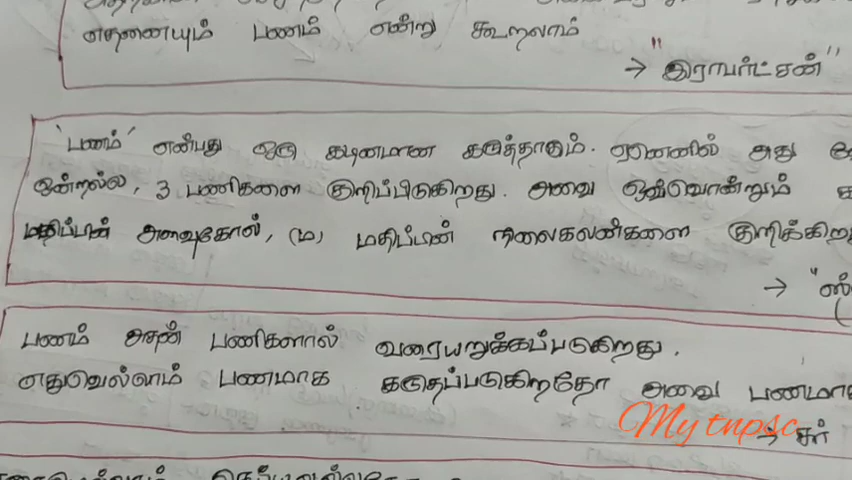 எதனையும் பணம் என்று கூறலாம்
→ "இராபர்ட்சன்"
'பணம்' என்பது ஒரு கடினமான கருத்தாகும். ஏனெனில் அது
ஒன்றல்ல, 3 பணிகளை குறிப்பிடுகிறது. அவை ஒவ்வொன்றும்
மதிப்பின் அளவுகோல், (ம) மதிப்பின் நிலைகலன்களை
பணம் அதன் பணிகளால் வரையறுக்கப்படுகிறது.
எதுவெல்லாம் பணமாக கருதப்படுகிறதோ அவை
My tnpsc
→ சர்